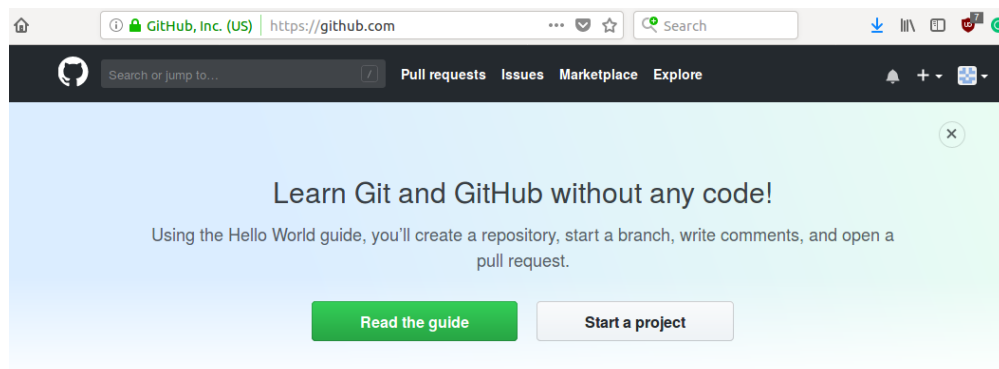 GitHub, Inc. (US) https://github.com Search 7
Search or jump to... / Pull requests Issues Marketplace Explore
Learn Git and GitHub without any code!
Using the Hello World guide, you'll create a repository, start a branch, write comments, and open a
pull request.
Read the guide Start a project